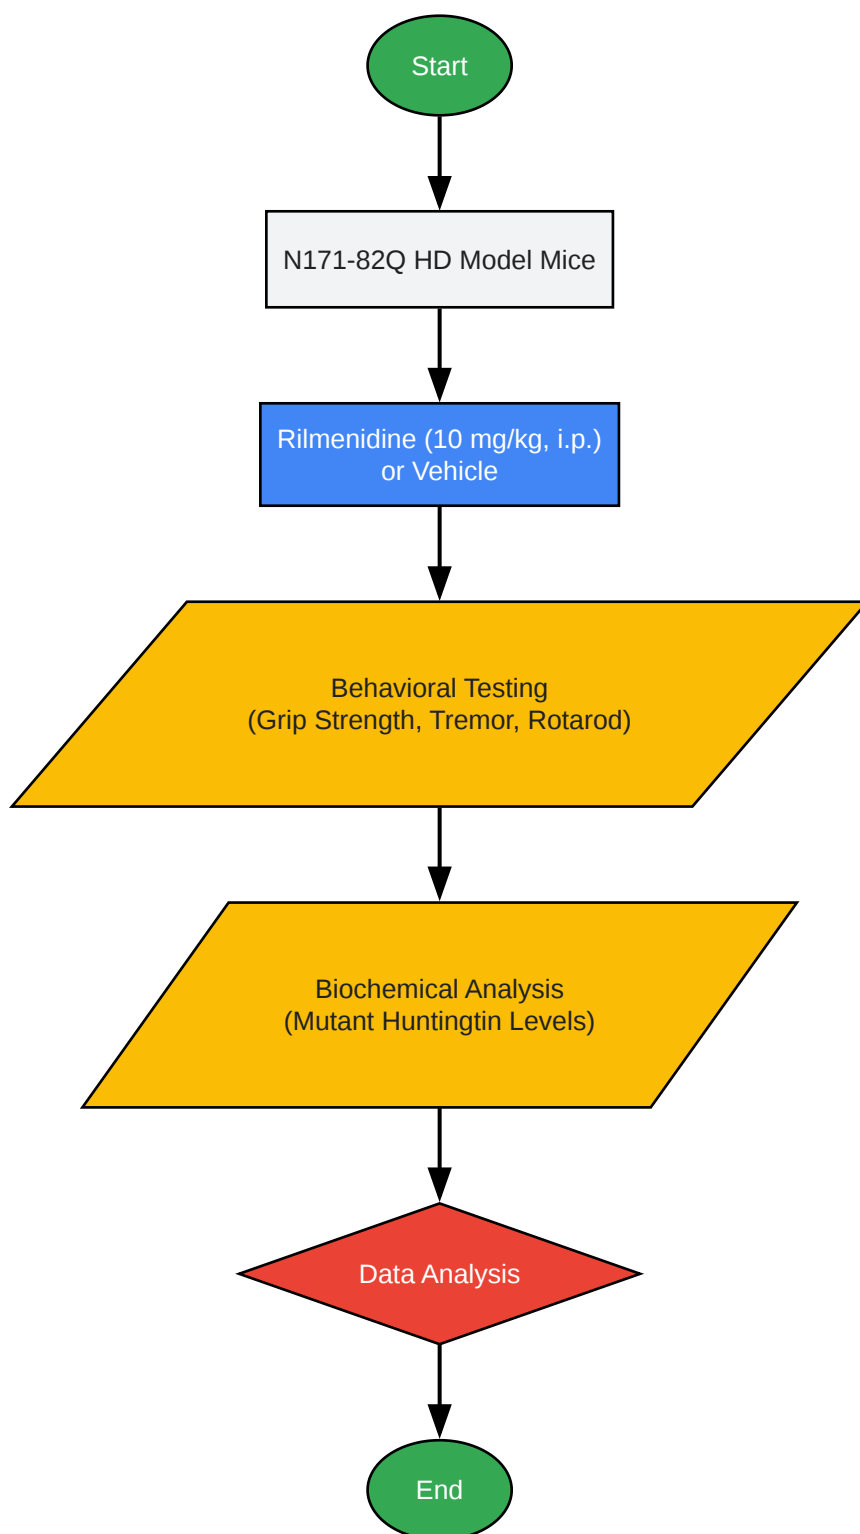 Start
N171-82Q HD Model Mice
Rilmenidine (10 mg/kg, i.p.)
or Vehicle
Behavioral Testing
(Grip Strength, Tremor, Rotarod)
Biochemical Analysis
(Mutant Huntingtin Levels)
Data Analysis
End